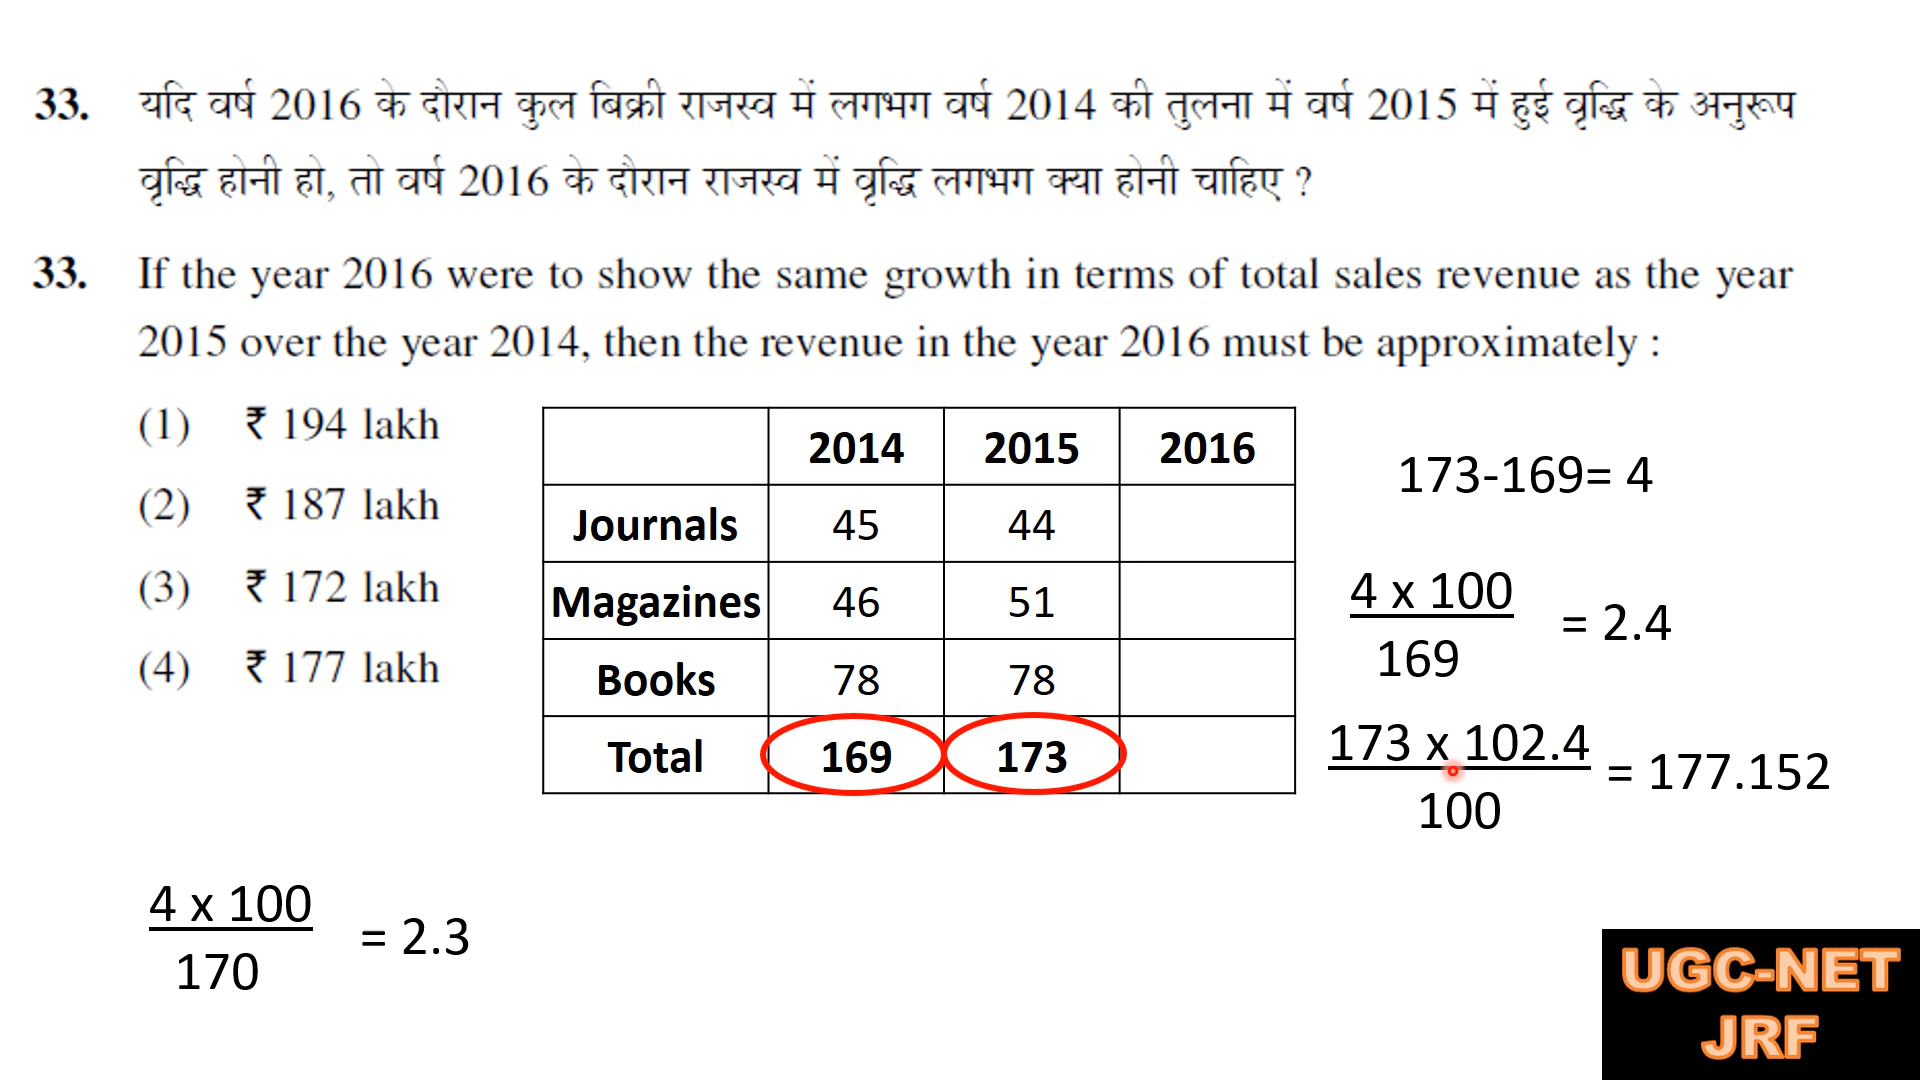 33. यदि वर्ष 2016 के दौरान कुल बिक्री राजस्व में लगभग वर्ष 2014 की तुलना में वर्ष 2015 में हुई वृद्धि के अनुरूप
वृद्धि होनी हो, तो वर्ष 2016 के दौरान राजस्व में वृद्धि लगभग क्या होनी चाहिए ?
33. If the year 2016 were to show the same growth in terms of total sales revenue as the year
2015 over the year 2014, then the revenue in the year 2016 must be approximately :
(1) ₹ 194 lakh
(2) ₹ 187 lakh
(3) ₹ 172 lakh
(4) ₹ 177 lakh
2014 2015 2016
Journals 45 44
Magazines 46 51
Books 78 78
Total 169 173
173-169= 4
4 x 100
169
= 2.4
173 x 102.4
100
= 177.152
4 x 100
170
= 2.3
UGC-NET
JRF